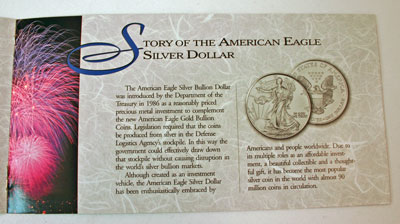 STORY OF THE AMERICAN EAGLE
SILVER DOLLAR
The American Eagle Silver Bullion Dollar
was introduced by the Department of the
Treasury in 1986 as a reasonably priced
precious metal investment to complement
the new American Eagle Gold Bullion
Coins. Legislation required that the coins
be produced from silver in the Defense
Logistics Agency's stockpile. In this way the
government could effectively draw down
that stockpile without causing disruption in
the world's silver bullion markets.
Although created as an investment
vehicle, the American Eagle Silver Dollar
has been enthusiastically embraced by
Americans and people worldwide. Due to
its multiple roles as an affordable invest-
ment, a beautiful collectible and a thought-
ful gift, it has become the most popular
silver coin in the world with almost 90
million coins in circulation.